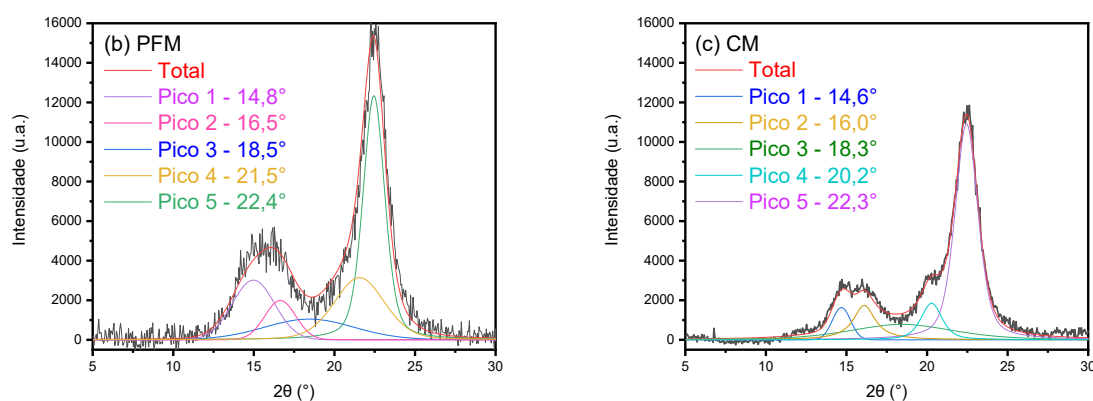 (b) PFM
Total
Pico 1 - 14,8°
Pico 2 - 16,5°
Pico 3 - 18,5°
Pico 4 - 21,5°
Pico 5 - 22,4°
16000
14000
12000
10000
8000
6000
4000
2000
0
Intensidade (u.a.)
5 10 15 20 25 30
2θ (°)
(c) CM
Total
Pico 1 - 14,6°
Pico 2 - 16,0°
Pico 3 - 18,3°
Pico 4 - 20,2°
Pico 5 - 22,3°
16000
14000
12000
10000
8000
6000
4000
2000
0
Intensidade (u.a.)
5 10 15 20 25 30
2θ (°)